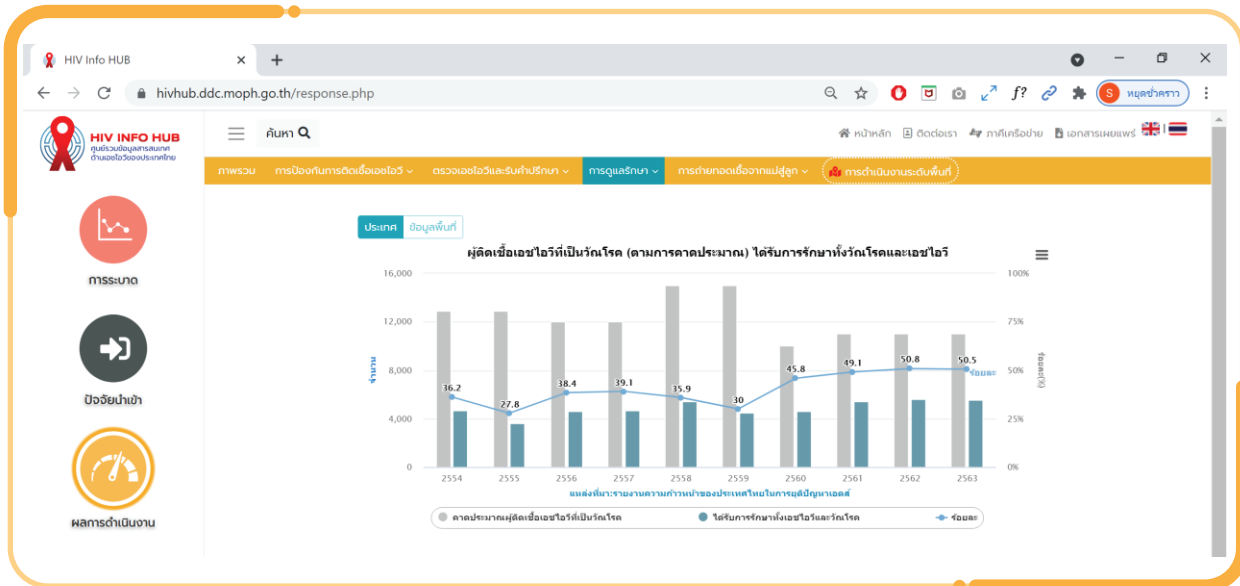 HIV Info HUB
hivhub.ddc.moph.go.th/response.php
f?
S หยุดชั่วคราว
HIV INFO HUB
ศูนย์รวมข้อมูลสารสนเทศ
ด้านเอชไอวีของประเทศไทย
ค้นหา
หน้าหลัก ติดต่อเรา ภาคีเครือข่าย เอกสารเผยแพร่ |
ภาพรวม การป้องกันการติดเชื้อเอชไอวี ตรวจเอชไอวีและรับคำปรึกษา การดูแลรักษา การถ่ายทอดเชื้อจากแม่สู่ลูก การดำเนินงานระดับพื้นที่
การระบาด
ปัจจัยนำเข้า
ผลการดำเนินงาน
ประเทศ ข้อมูลพื้นที่
ผู้ติดเชื้อเอชไอวีที่เป็นวัณโรค (ตามการคาดประมาณ) ได้รับการรักษาทั้งวัณโรคและเอชไอวี
16,000 100%
12,000 75%
8,000 50%
4,000 25%
0 0%
จำนวน
ร้อยละ(%)
36.2 27.8 38.4 39.1 35.9 30 45.8 49.1 50.8 50.5
ร้อยละ
2554 2555 2556 2557 2558 2559 2560 2561 2562 2563
แหล่งที่มา:รายงานความก้าวหน้าของประเทศไทยในการยุติปัญหาเอดส์
คาดประมาณผู้ติดเชื้อเอชไอวีที่เป็นวัณโรค ได้รับการรักษาทั้งเอชไอวีและวัณโรค ร้อยละ